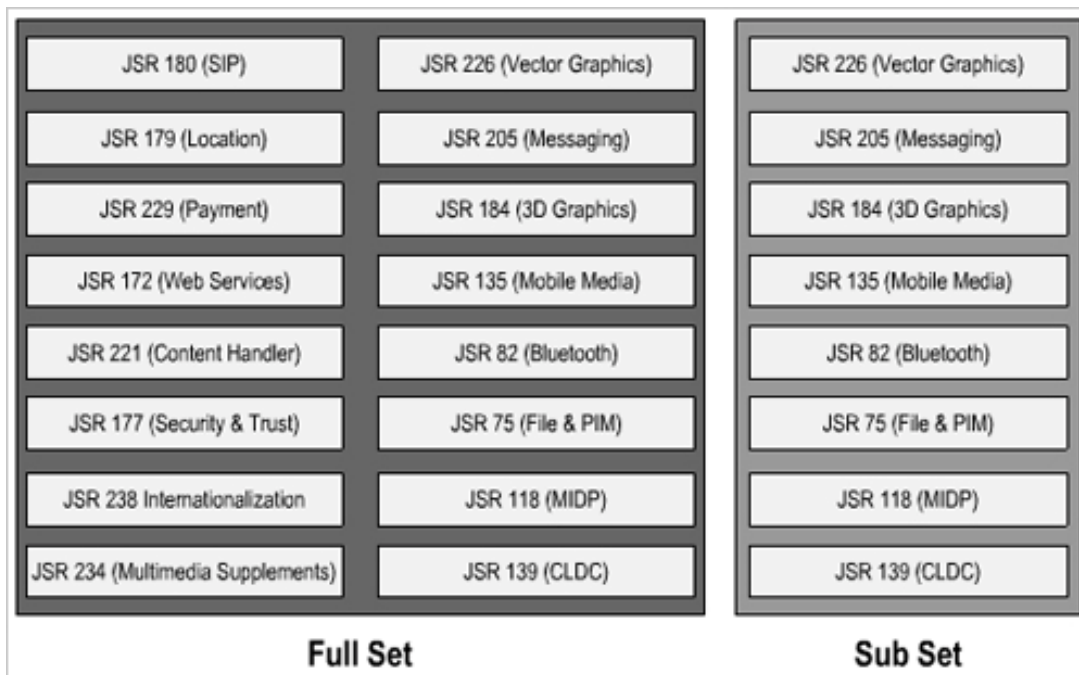 JSR 180 (SIP)
JSR 226 (Vector Graphics)
JSR 226 (Vector Graphics)
JSR 179 (Location)
JSR 205 (Messaging)
JSR 205 (Messaging)
JSR 229 (Payment)
JSR 184 (3D Graphics)
JSR 184 (3D Graphics)
JSR 172 (Web Services)
JSR 135 (Mobile Media)
JSR 135 (Mobile Media)
JSR 221 (Content Handler)
JSR 82 (Bluetooth)
JSR 82 (Bluetooth)
JSR 177 (Security & Trust)
JSR 75 (File & PIM)
JSR 75 (File & PIM)
JSR 238 Internationalization
JSR 118 (MIDP)
JSR 118 (MIDP)
JSR 234 (Multimedia Supplements)
JSR 139 (CLDC)
JSR 139 (CLDC)
Full Set
Sub Set